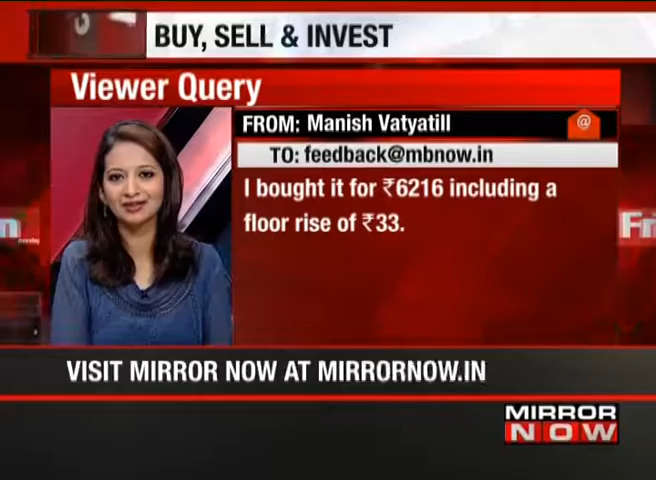 BUY, SELL & INVEST
Viewer Query
FROM: Manish Vatyatill
@
TO: feedback@mbnow.in
I bought it for ₹6216 including a
floor rise of ₹33.
VISIT MIRROR NOW AT MIRRORNOW.IN
MIRROR
NOW